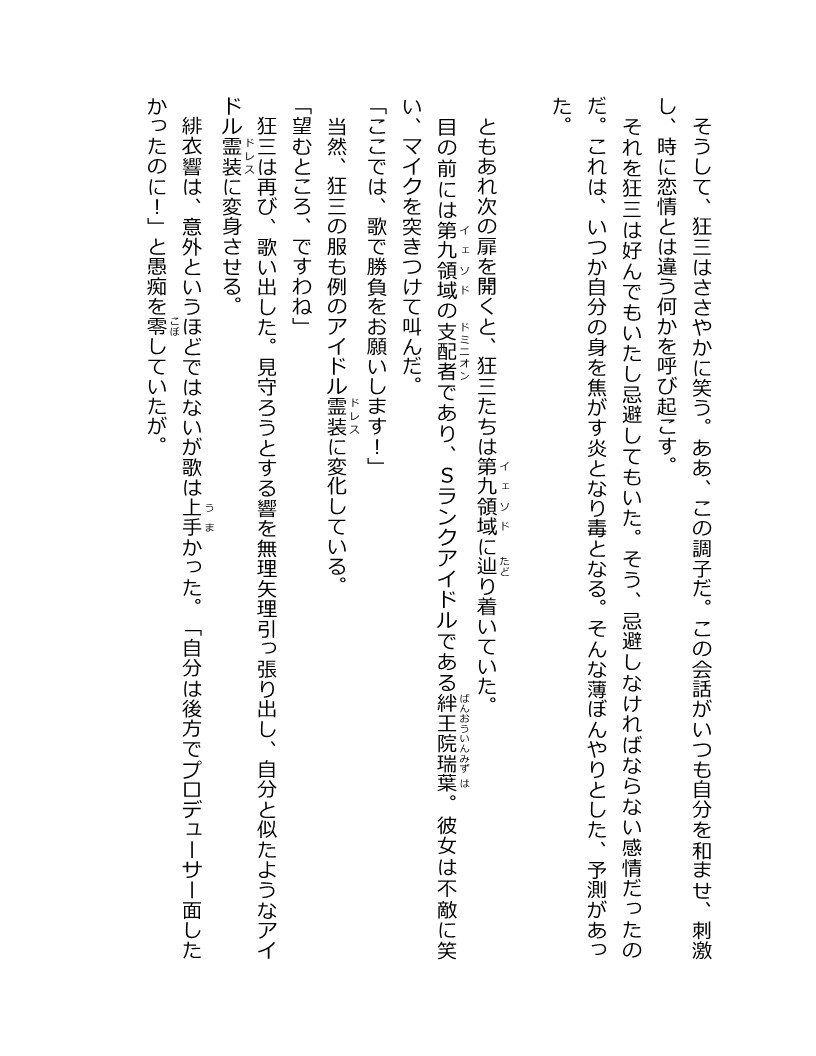 そうして、狂三はささやかに笑う。ああ、この調子だ。この会話がいつも自分を和ませ、刺激
し、時に恋情とは違う何かを呼び起こす。
それを狂三は好んでもいたし忌避してもいた。そう、忌避しなければならない感情だったの
だ。これは、いつか自分の身を焦がす炎となり毒となる。そんな薄ぼんやりとした、予測があっ
た。
ともあれ次の扉を開くと、狂三たちは第九領域イェソドに辿たどり着いていた。
目の前には第九領域イェソドの支配者ドミニオンであり、Sランクアイドルである絆王院瑞葉ばんおういんみずは。彼女は不敵に笑
い、マイクを突きつけて叫んだ。
「ここでは、歌で勝負をお願いします！」
当然、狂三の服も例のアイドル霊装ドレスに変化している。
「望むところ、ですわね」
狂三は再び、歌い出した。見守ろうとする響を無理矢理引っ張り出し、自分と似たようなアイ
ドル霊装ドレスに変身させる。
緋衣響は、意外というほどではないが歌は上手うまかった。「自分は後方でプロデューサー面した
かったのに！」と愚痴を零こぼしていたが。